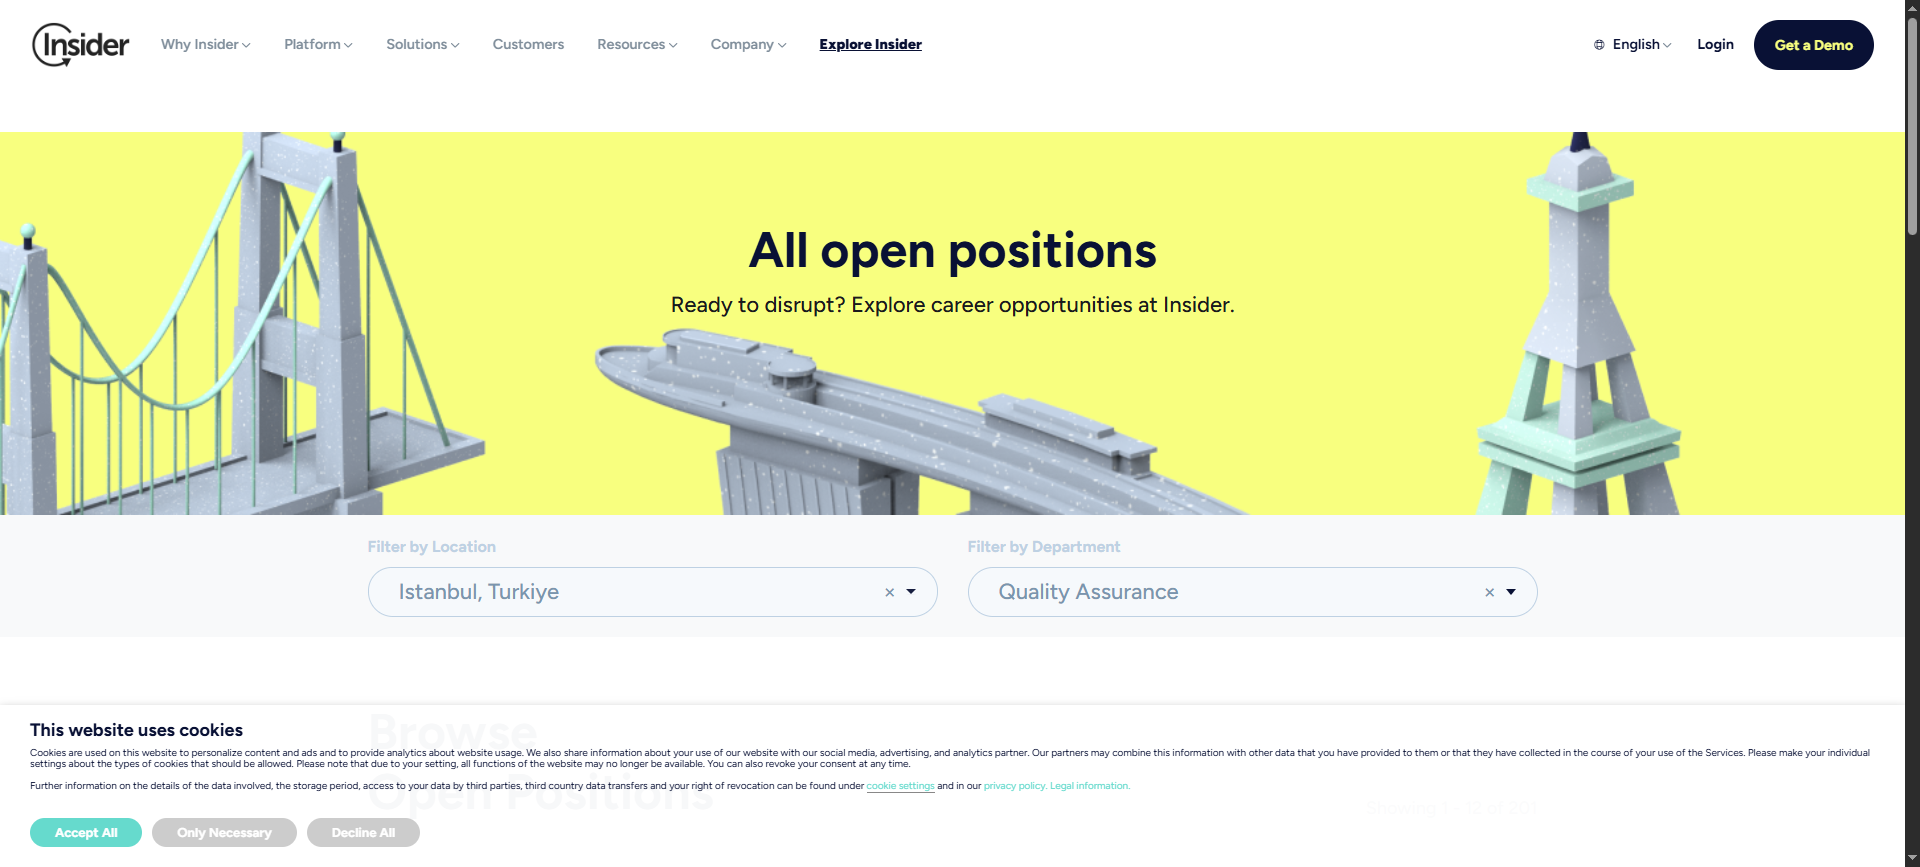 Insider
Why Insider
Platform
Solutions
Customers
Resources
Company
Explore Insider
English
Login
Get a Demo
All open positions
Ready to disrupt? Explore career opportunities at Insider.
Filter by Location
Filter by Department
Istanbul, Turkiye
×
Quality Assurance
×
Browse
Open Positions
Showing 1 - 12 of 201
This website uses cookies
Cookies are used on this website to personalize content and ads and to provide analytics about website usage. We also share information about your use of our website with our social media, advertising, and analytics partner. Our partners may combine this information with other data that you have provided to them or that they have collected in the course of your use of the Services. Please make your individual
settings about the types of cookies that should be allowed. Please note that due to your setting, all functions of the website may no longer be available. You can also revoke your consent at any time.
Further information on the details of the data involved, the storage period, access to your data by third parties, third country data transfers and your right of revocation can be found under cookie settings and in our privacy policy. Legal information.
Accept All
Only Necessary
Decline All